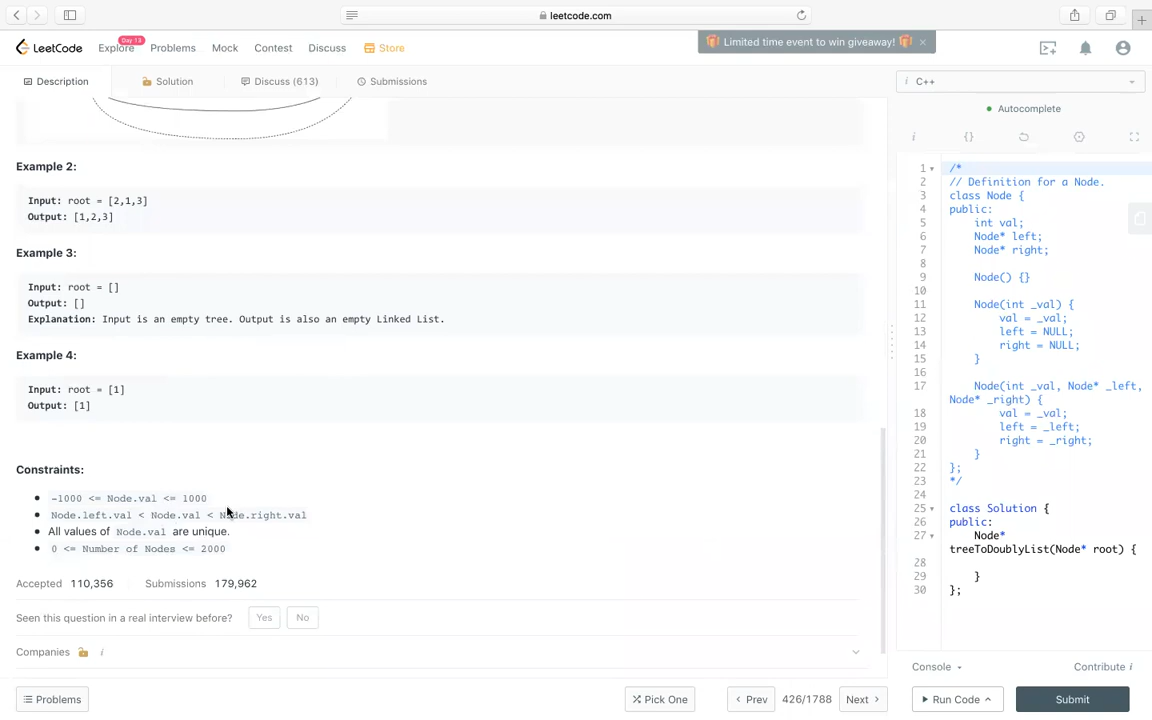 leetcode.com
LeetCode
Explore
Day 13
Problems
Mock
Contest
Discuss
Store
Limited time event to win giveaway!
Description
Solution
Discuss (613)
Submissions
i C++
Autocomplete
Example 2:
Input: root = [2,1,3]
Output: [1,2,3]
Example 3:
Input: root = []
Output: []
Explanation: Input is an empty tree. Output is also an empty Linked List.
Example 4:
Input: root = [1]
Output: [1]
Constraints:
-1000 <= Node.val <= 1000
Node.left.val < Node.val < Node.right.val
All values of Node.val are unique.
0 <= Number of Nodes <= 2000
Accepted 110,356 Submissions 179,962
Seen this question in a real interview before? Yes No
Companies i
Problems
Pick One
Prev
426/1788
Next
i {}
1 /*
2 // Definition for a Node.
3 class Node {
4 public:
5 int val;
6 Node* left;
7 Node* right;
8
9 Node() {}
10
11 Node(int _val) {
12 val = _val;
13 left = NULL;
14 right = NULL;
15 }
16
17 Node(int _val, Node* _left,
Node* _right) {
18 val = _val;
19 left = _left;
20 right = _right;
21 }
22 };
23 */
24
25 class Solution {
26 public:
27 Node*
treeToDoublyList(Node* root) {
28
29 }
30 };
Console
Contribute i
Run Code
Submit